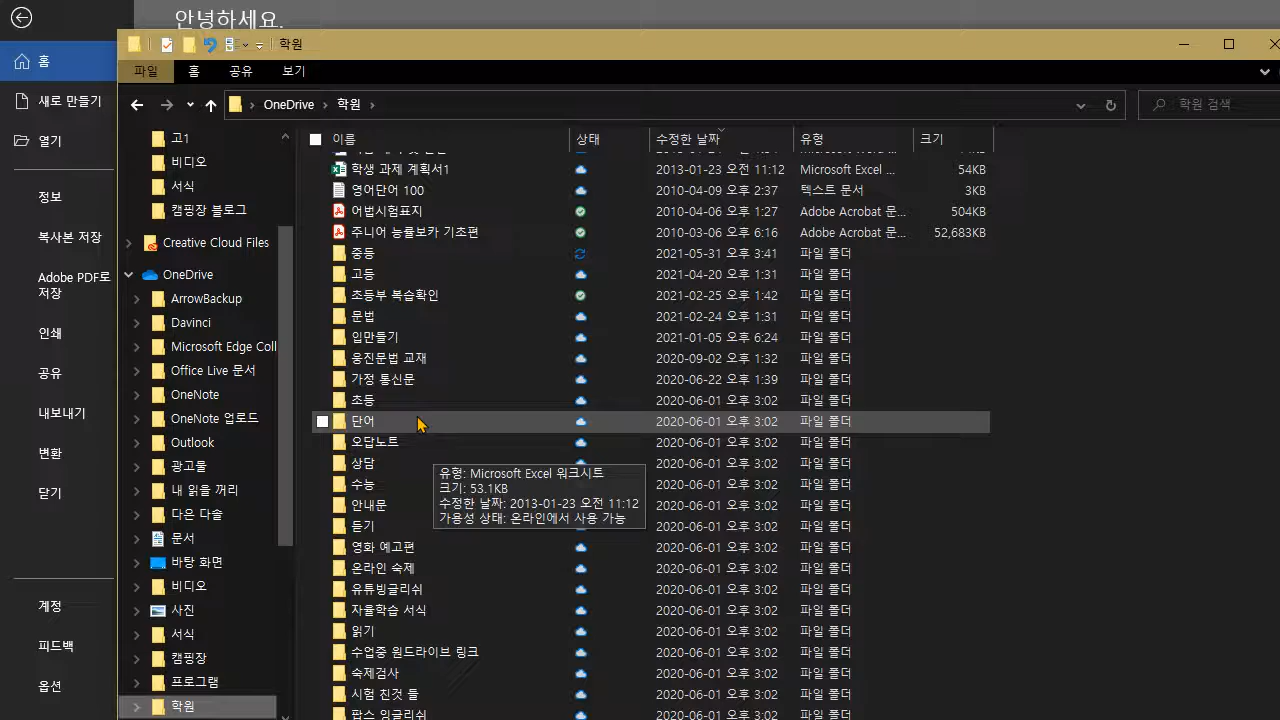 안녕하세요.
학원
파일 홈 공유 보기
OneDrive 학원
학원 검색
홈
새로 만들기
열기
정보
복사본 저장
Adobe PDF로
저장
인쇄
공유
내보내기
변환
닫기
계정
피드백
옵션
고1
비디오
서식
캠핑장 블로그
Creative Cloud Files
OneDrive
ArrowBackup
Davinci
Microsoft Edge Coll
Office Live 문서
OneNote
OneNote 업로드
Outlook
광고물
내 읽을 꺼리
다은 다솔
문서
바탕 화면
비디오
사진
서식
캠핑장
프로그램
학원
이름 상태 수정한 날짜 유형 크기
학생 과제 계획서1 2013-01-23 오전 11:12 Microsoft Excel ... 54KB
영어단어 100 2010-04-09 오후 2:37 텍스트 문서 3KB
어법시험표지 2010-04-06 오후 1:27 Adobe Acrobat 문... 504KB
주니어 능률보카 기초편 2010-03-06 오후 6:16 Adobe Acrobat 문... 52,683KB
중등 2021-05-31 오후 3:41 파일 폴더
고등 2021-04-20 오후 1:31 파일 폴더
초등부 복습확인 2021-02-25 오후 1:42 파일 폴더
문법 2021-02-24 오후 1:31 파일 폴더
입만들기 2021-01-05 오후 6:24 파일 폴더
웅진문법 교재 2020-09-02 오후 1:32 파일 폴더
가정 통신문 2020-06-22 오후 1:39 파일 폴더
초등 2020-06-01 오후 3:02 파일 폴더
단어 2020-06-01 오후 3:02 파일 폴더
오답노트 2020-06-01 오후 3:02 파일 폴더
상담 2020-06-01 오후 3:02 파일 폴더
수능 2020-06-01 오후 3:02 파일 폴더
안내문 2020-06-01 오후 3:02 파일 폴더
듣기 2020-06-01 오후 3:02 파일 폴더
영화 예고편 2020-06-01 오후 3:02 파일 폴더
온라인 숙제 2020-06-01 오후 3:02 파일 폴더
유튜빙글리쉬 2020-06-01 오후 3:02 파일 폴더
자율학습 서식 2020-06-01 오후 3:02 파일 폴더
읽기 2020-06-01 오후 3:02 파일 폴더
수업중 원드라이브 링크 2020-06-01 오후 3:02 파일 폴더
숙제검사 2020-06-01 오후 3:02 파일 폴더
시험 친것 들 2020-06-01 오후 3:02 파일 폴더
팝스 잉글리쉬 2020-06-01 오후 3:02 파일 폴더
유형: Microsoft Excel 워크시트
크기: 53.1KB
수정한 날짜: 2013-01-23 오전 11:12
가용성 상태: 온라인에서 사용 가능